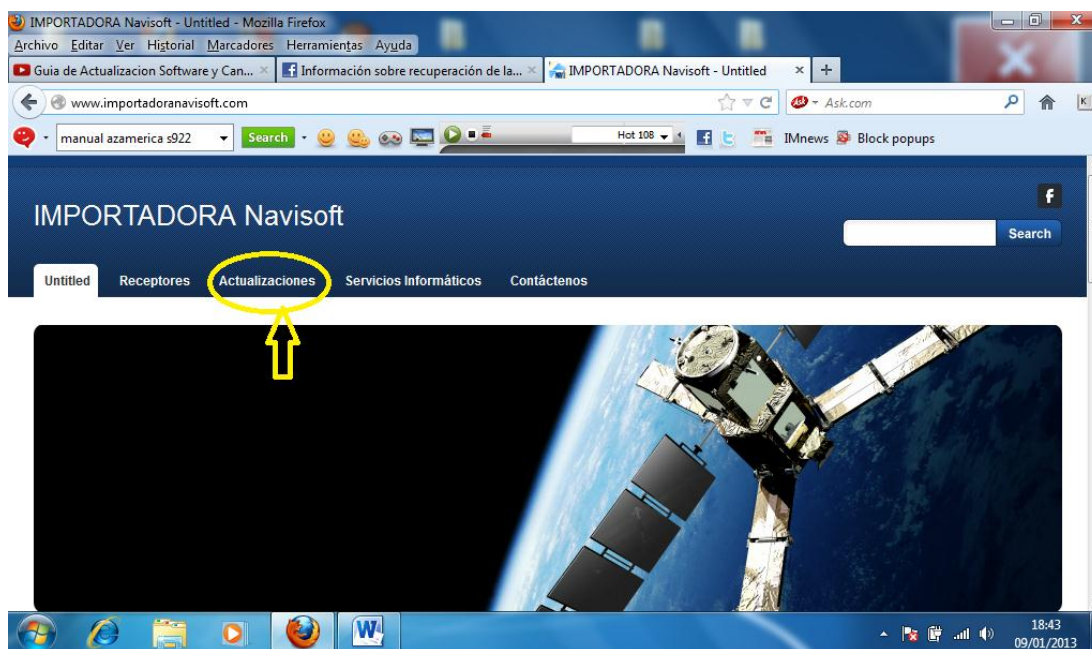 IMPORTADORA Navisoft - Untitled - Mozilla Firefox
Archivo Editar Ver Historial Marcadores Herramientas Ayuda
Guia de Actualizacion Software y Can... Información sobre recuperación de la... IMPORTADORA Navisoft - Untitled
www.importadoranavisoft.com Ask Ask.com
manual azamerica s922 Search Hot 108 IMnews Block popups
IMPORTADORA Navisoft
Search
Untitled Receptores Actualizaciones Servicios Informáticos Contáctenos
18:43
09/01/2013